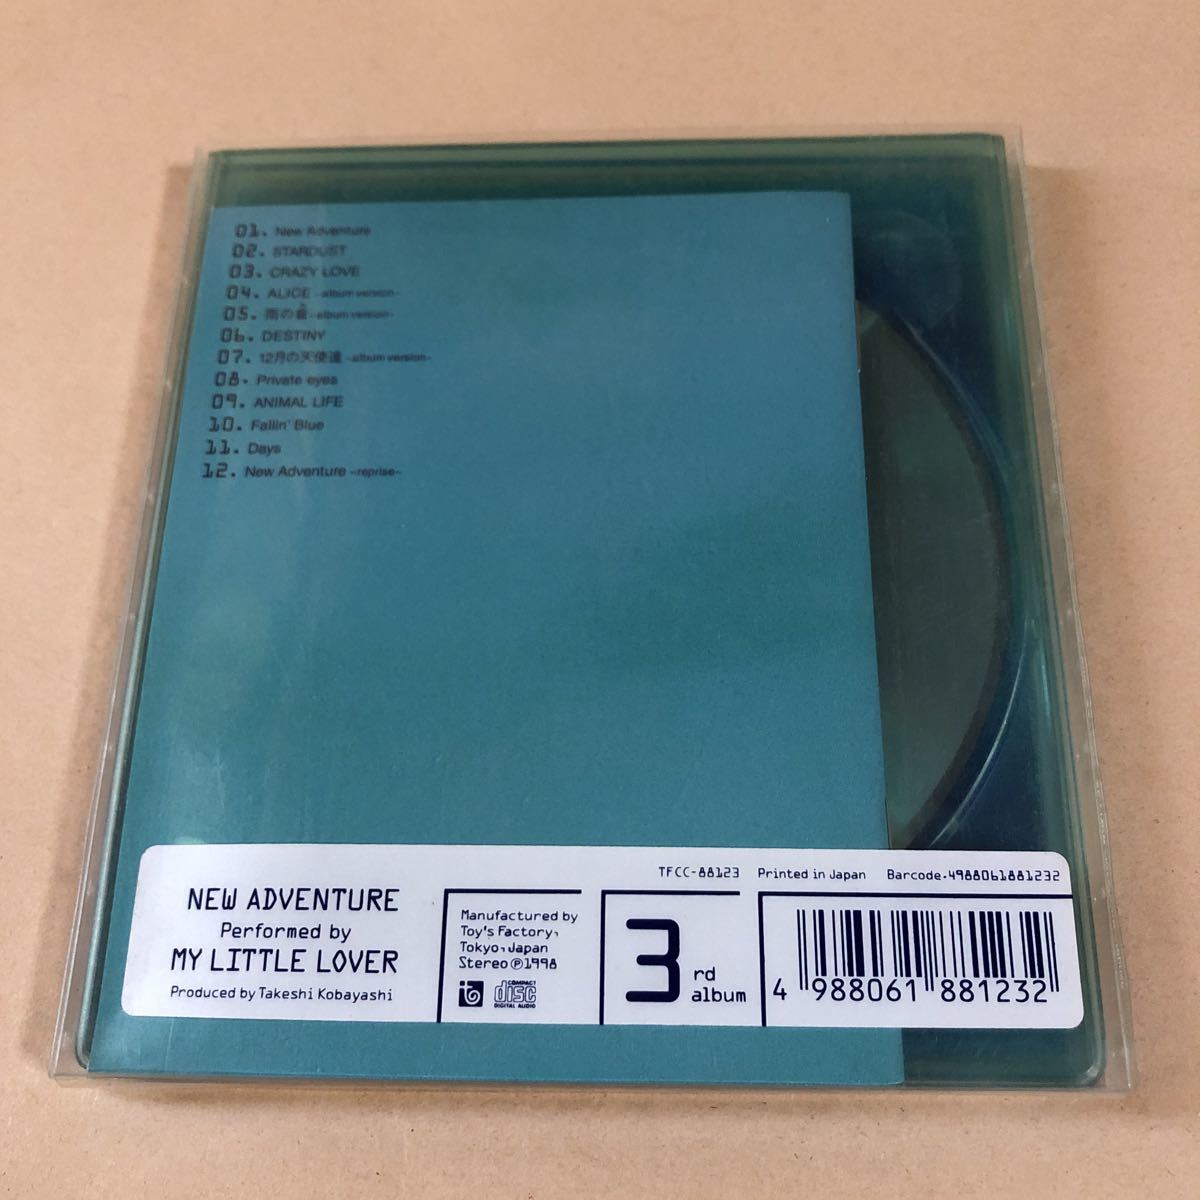 01. New Adventure
02. STARDUST
03. CRAZY LOVE
04. ALICE ~album version~
05. 雨の音 ~album version~
06. DESTINY
07. 12月の天使達 ~album version~
08. Private eyes
09. ANIMAL LIFE
10. Fallin' Blue
11. Days
12. New Adventure ~reprise~
NEW ADVENTURE
Performed by
MY LITTLE LOVER
Produced by Takeshi Kobayashi
Manufactured by
Toy's Factory,
Tokyo, Japan
Stereo Ⓟ1998
COMPACT
disc
DIGITAL AUDIO
3 rd
album
TFCC-88123 Printed in Japan Barcode.4988061881232
4 988061 881232